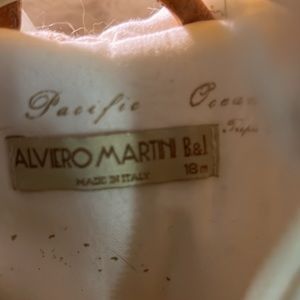 Pacific Ocean
ALVIERO MARTINI B&J
18m
MADE IN ITALY